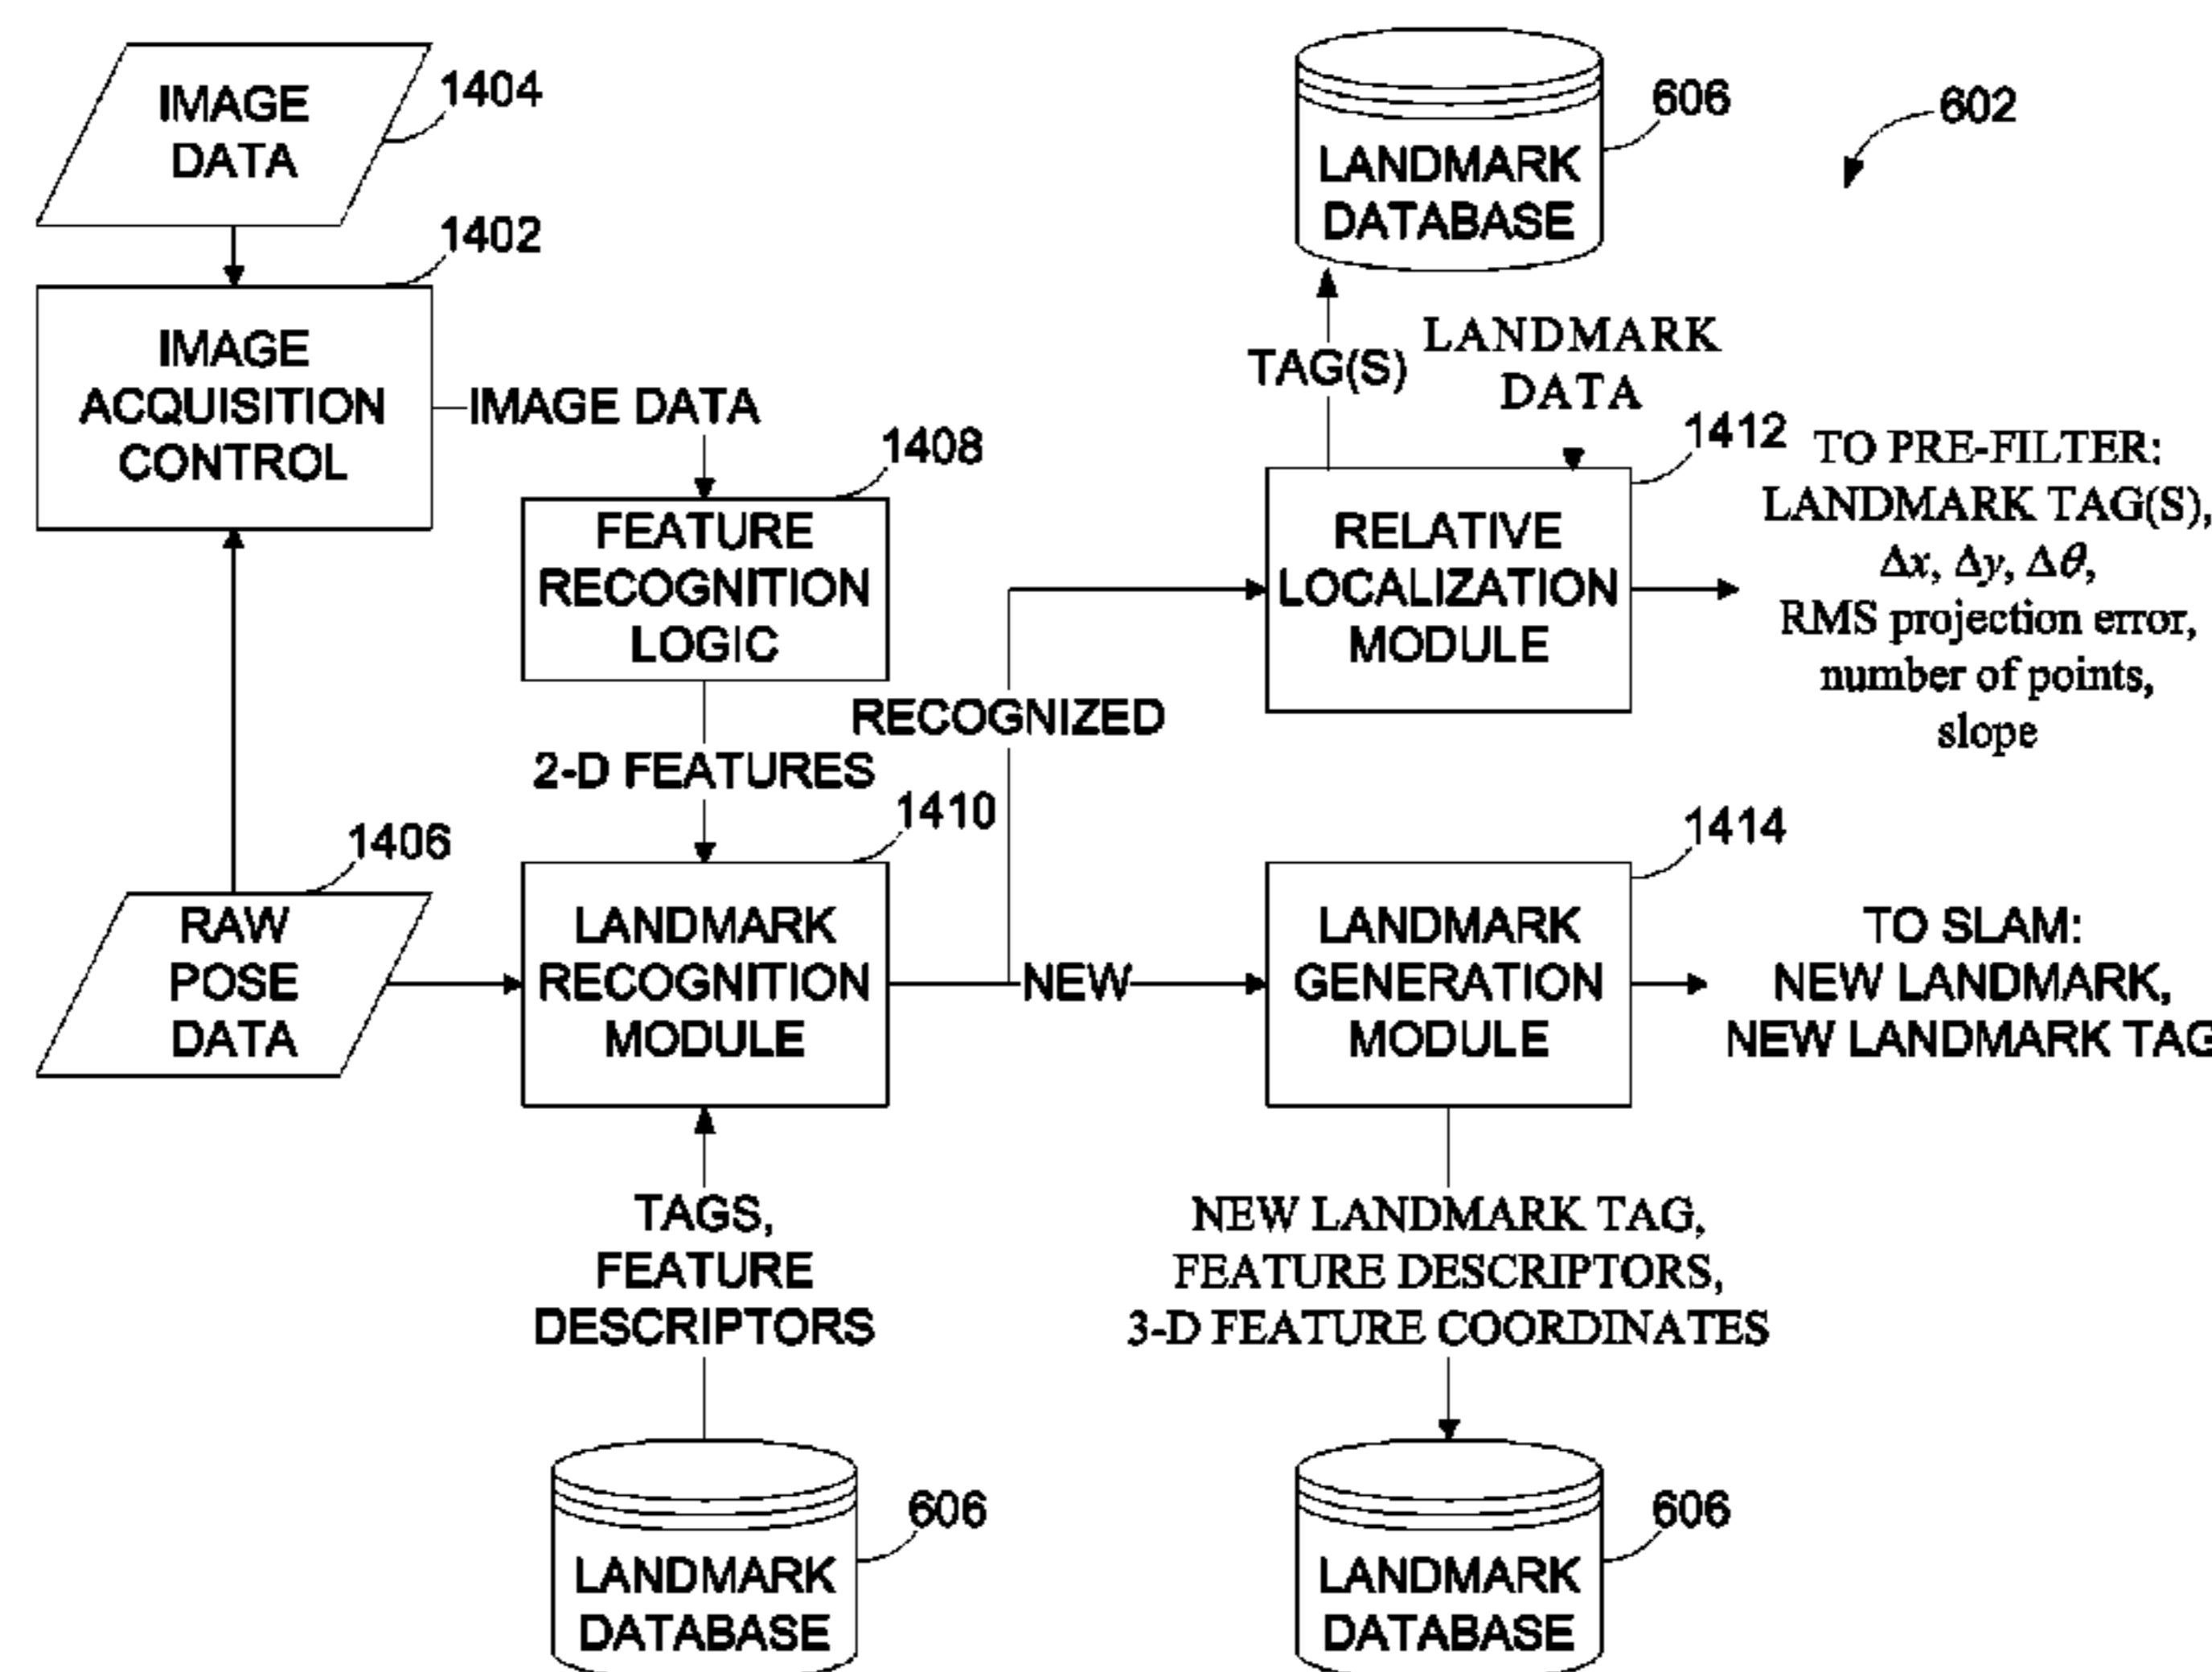 IMAGE
DATA
1404
1402
IMAGE
ACQUISITION
CONTROL
IMAGE DATA
1408
FEATURE
RECOGNITION
LOGIC
2-D FEATURES
1406
RAW
POSE
DATA
1410
LANDMARK
RECOGNITION
MODULE
TAGS,
FEATURE
DESCRIPTORS
606
LANDMARK
DATABASE
RECOGNIZED
NEW
606
LANDMARK
DATABASE
602
TAG(S)
LANDMARK
DATA
1412
RELATIVE
LOCALIZATION
MODULE
TO PRE-FILTER:
LANDMARK TAG(S),
Δx, Δy, Δθ,
RMS projection error,
number of points,
slope
1414
LANDMARK
GENERATION
MODULE
TO SLAM:
NEW LANDMARK,
NEW LANDMARK TAG
NEW LANDMARK TAG,
FEATURE DESCRIPTORS,
3-D FEATURE COORDINATES
606
LANDMARK
DATABASE